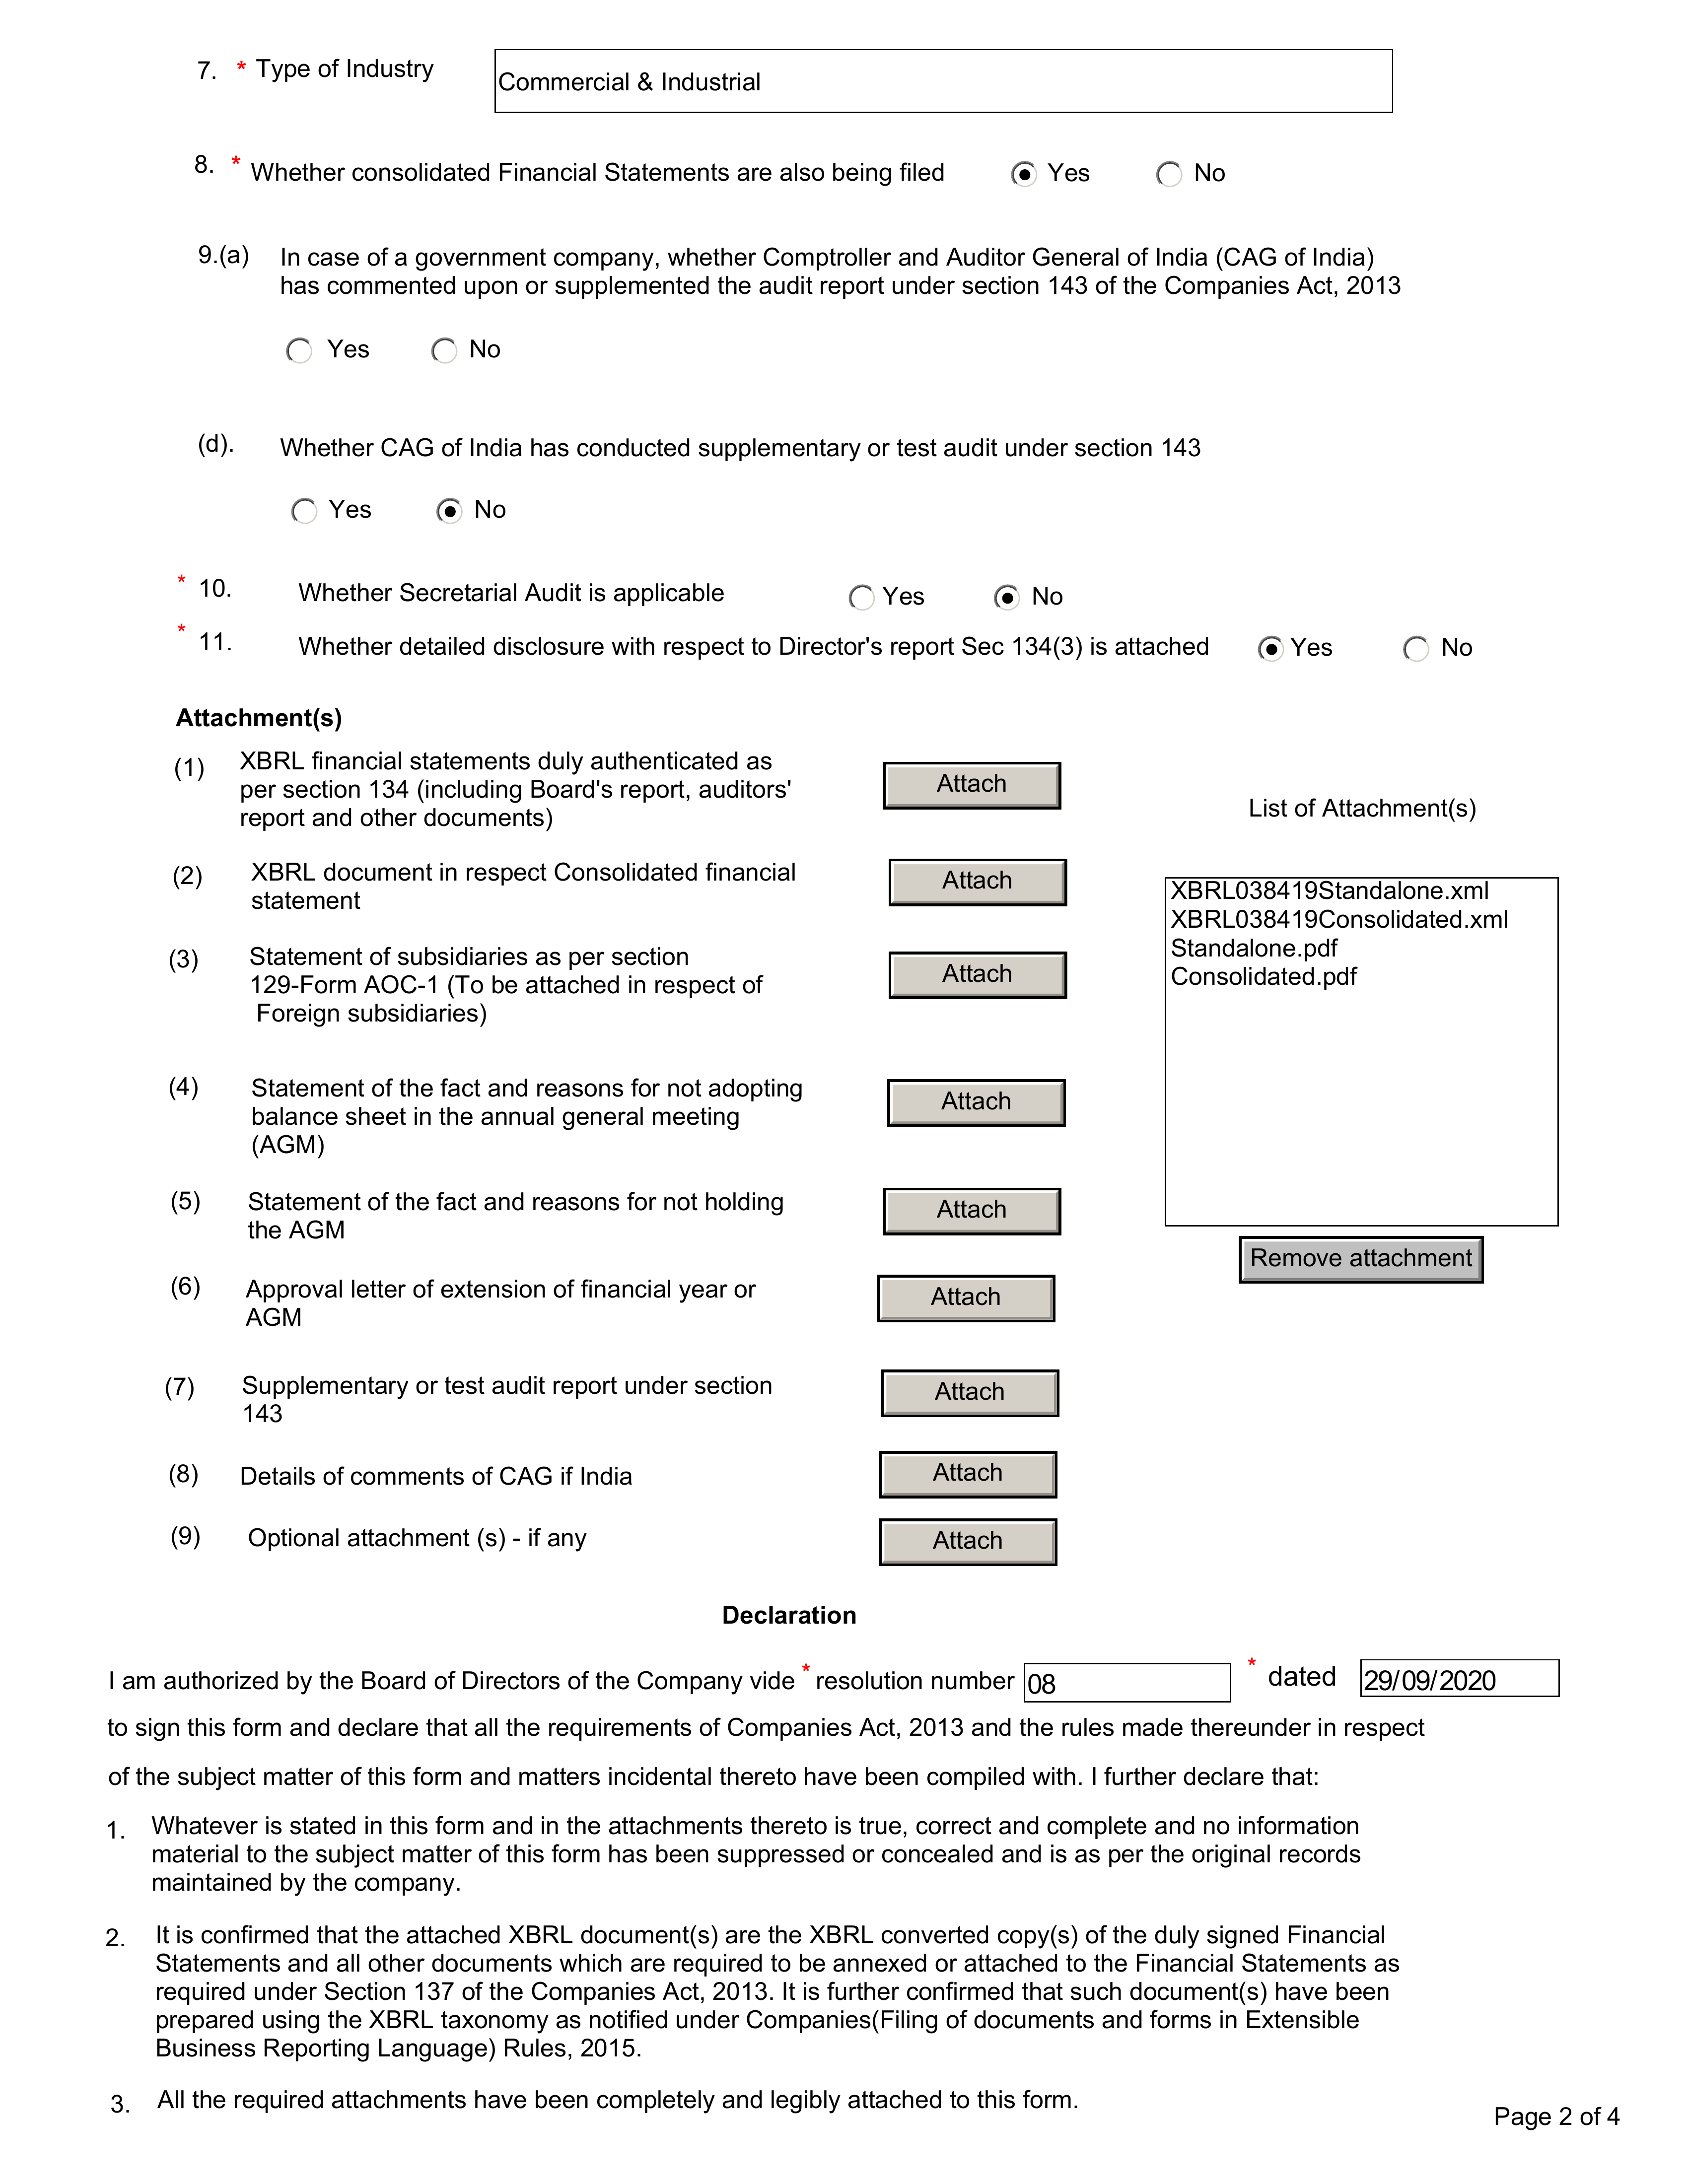 7. * Type of Industry Commercial & Industrial
8. * Whether consolidated Financial Statements are also being filed Yes No
9.(a) In case of a government company, whether Comptroller and Auditor General of India (CAG of India)
has commented upon or supplemented the audit report under section 143 of the Companies Act, 2013
Yes No
(d). Whether CAG of India has conducted supplementary or test audit under section 143
Yes No
* 10. Whether Secretarial Audit is applicable Yes No
* 11. Whether detailed disclosure with respect to Director's report Sec 134(3) is attached Yes No
Attachment(s)
(1) XBRL financial statements duly authenticated as
per section 134 (including Board's report, auditors'
report and other documents)
Attach
(2) XBRL document in respect Consolidated financial
statement
Attach
(3) Statement of subsidiaries as per section
129-Form AOC-1 (To be attached in respect of
Foreign subsidiaries)
Attach
(4) Statement of the fact and reasons for not adopting
balance sheet in the annual general meeting
(AGM)
Attach
(5) Statement of the fact and reasons for not holding
the AGM
Attach
(6) Approval letter of extension of financial year or
AGM
Attach
(7) Supplementary or test audit report under section
143
Attach
(8) Details of comments of CAG if India
Attach
(9) Optional attachment (s) - if any
Attach
List of Attachment(s)
XBRL038419Standalone.xml
XBRL038419Consolidated.xml
Standalone.pdf
Consolidated.pdf
Remove attachment
Declaration
I am authorized by the Board of Directors of the Company vide * resolution number 08 * dated 29/09/2020
to sign this form and declare that all the requirements of Companies Act, 2013 and the rules made thereunder in respect
of the subject matter of this form and matters incidental thereto have been compiled with. I further declare that:
1. Whatever is stated in this form and in the attachments thereto is true, correct and complete and no information
material to the subject matter of this form has been suppressed or concealed and is as per the original records
maintained by the company.
2. It is confirmed that the attached XBRL document(s) are the XBRL converted copy(s) of the duly signed Financial
Statements and all other documents which are required to be annexed or attached to the Financial Statements as
required under Section 137 of the Companies Act, 2013. It is further confirmed that such document(s) have been
prepared using the XBRL taxonomy as notified under Companies(Filing of documents and forms in Extensible
Business Reporting Language) Rules, 2015.
3. All the required attachments have been completely and legibly attached to this form.
Page 2 of 4